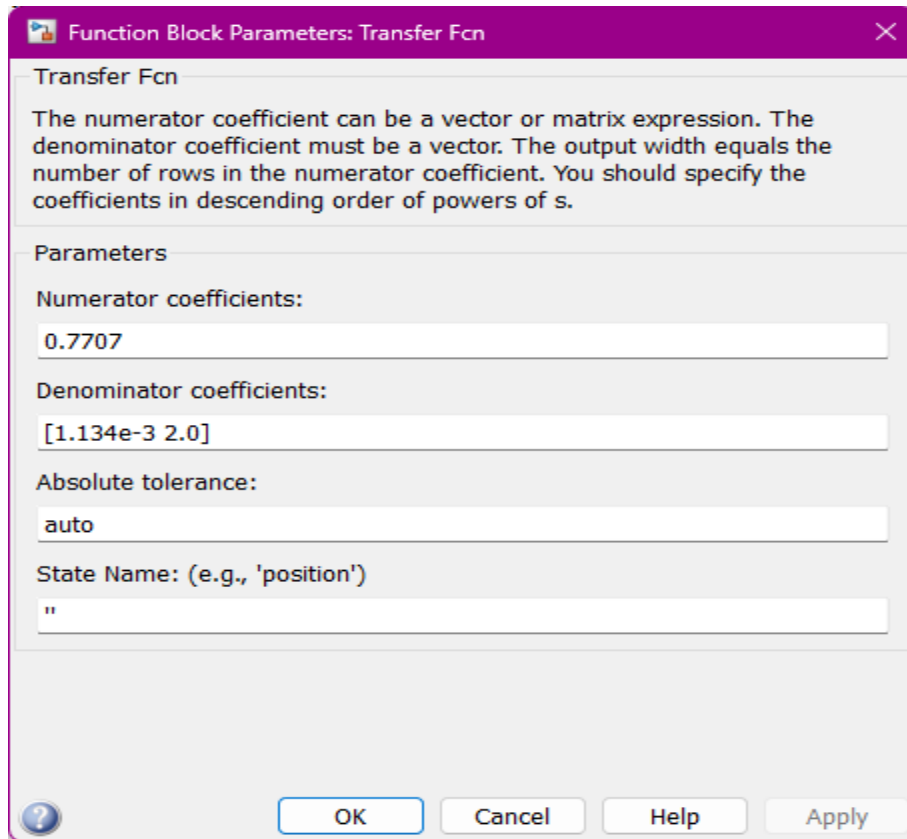 Function Block Parameters: Transfer Fcn
Transfer Fcn
The numerator coefficient can be a vector or matrix expression. The
denominator coefficient must be a vector. The output width equals the
number of rows in the numerator coefficient. You should specify the
coefficients in descending order of powers of s.
Parameters
Numerator coefficients:
0.7707
Denominator coefficients:
[1.134e-3 2.0]
Absolute tolerance:
auto
State Name: (e.g., 'position')
''
OK Cancel Help Apply